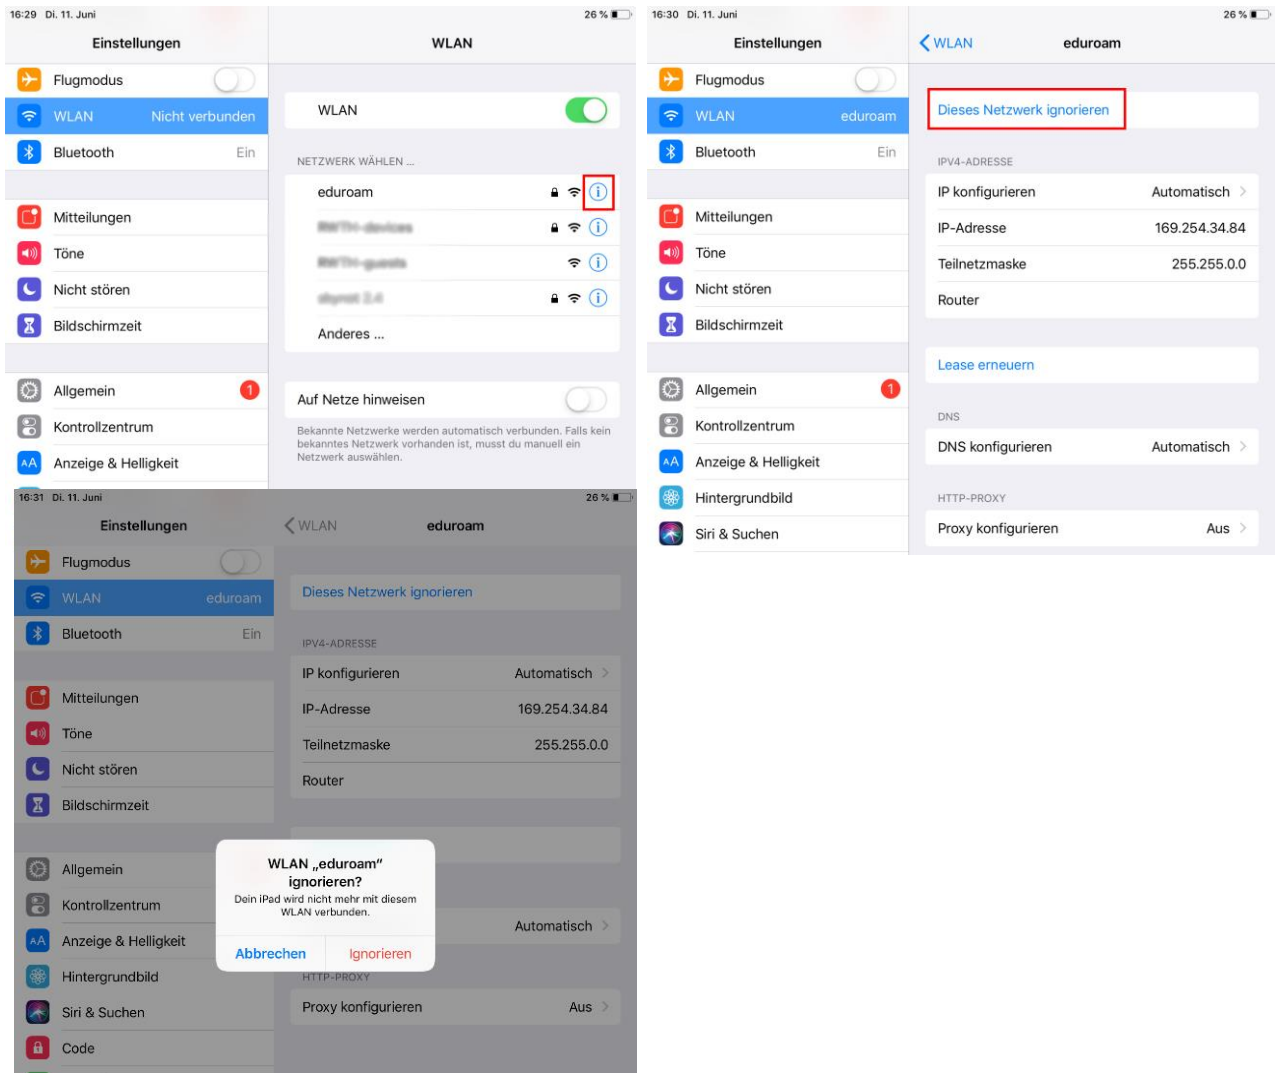 16:29 Di. 11. Juni
26 %
Einstellungen
Flugmodus
WLAN Nicht verbunden
Bluetooth Ein
Mitteilungen
Töne
Nicht stören
Bildschirmzeit
Allgemein 1
Kontrollzentrum
AA Anzeige & Helligkeit
WLAN
WLAN
NETZWERK WÄHLEN ...
eduroam
RWTH-devices
RWTH-guests
Anderes ...
Auf Netze hinweisen
Bekannte Netzwerke werden automatisch verbunden. Falls kein
bekanntes Netzwerk vorhanden ist, musst du manuell ein
Netzwerk auswählen.
16:30 Di. 11. Juni
26 %
Einstellungen
Flugmodus
WLAN eduroam
Bluetooth Ein
Mitteilungen
Töne
Nicht stören
Bildschirmzeit
Allgemein 1
Kontrollzentrum
AA Anzeige & Helligkeit
Hintergrundbild
Siri & Suchen
WLAN eduroam
Dieses Netzwerk ignorieren
IPV4-ADRESSE
IP konfigurieren Automatisch
IP-Adresse 169.254.34.84
Teilnetzmaske 255.255.0.0
Router
Lease erneuern
DNS
DNS konfigurieren Automatisch
HTTP-PROXY
Proxy konfigurieren Aus
16:31 Di. 11. Juni
26 %
Einstellungen
Flugmodus
WLAN eduroam
Bluetooth Ein
Mitteilungen
Töne
Nicht stören
Bildschirmzeit
Allgemein
Kontrollzentrum
AA Anzeige & Helligkeit
Hintergrundbild
Siri & Suchen
Code
WLAN eduroam
Dieses Netzwerk ignorieren
IPV4-ADRESSE
IP konfigurieren Automatisch
IP-Adresse 169.254.34.84
Teilnetzmaske 255.255.0.0
Router
Automatisch
HTTP-PROXY
Proxy konfigurieren Aus
WLAN „eduroam“
ignorieren?
Dein iPad wird nicht mehr mit diesem
WLAN verbunden.
Abbrechen Ignorieren